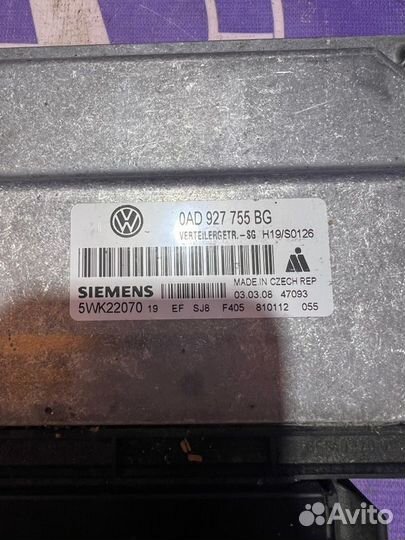 0AD 927 755 BG
VERTEILERGETR.-SG H19/S0126
MADE IN CZECH REP
SIEMENS 03.03.08 47093
5WK22070 19 EF SJ8 F405 810112 055
Avito